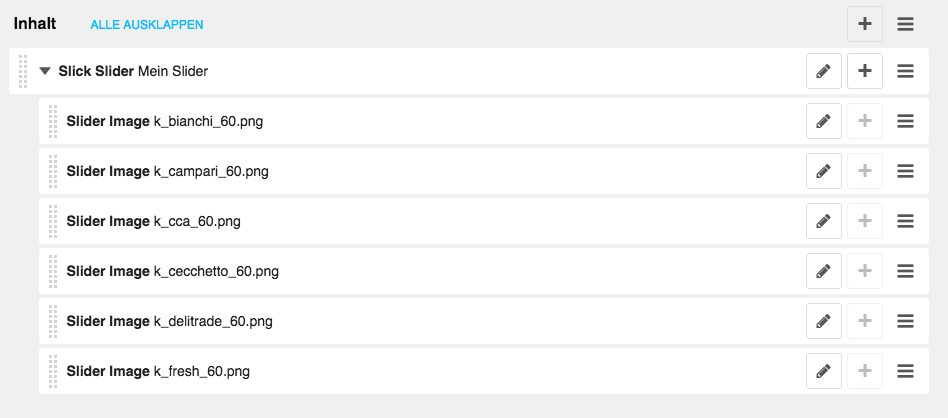 Inhalt ALLE AUSKLAPPEN
Slick Slider Mein Slider
Slider Image k_bianchi_60.png
Slider Image k_campari_60.png
Slider Image k_cca_60.png
Slider Image k_cecchetto_60.png
Slider Image k_delitrade_60.png
Slider Image k_fresh_60.png